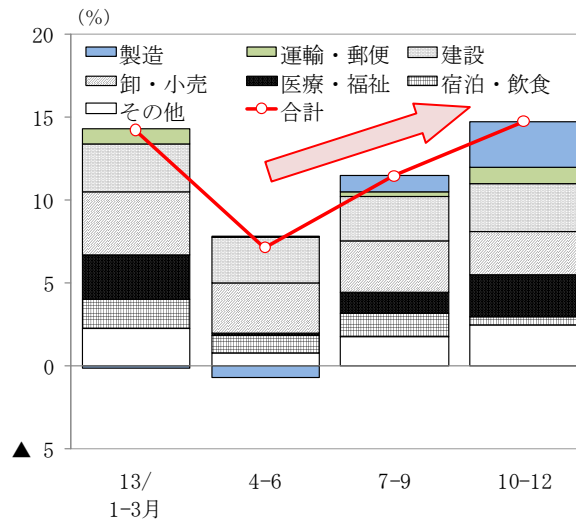 (%)
20
製造
運輸・郵便
建設
卸・小売
医療・福祉
宿泊・飲食
その他
合計
15
10
5
0
▲ 5
13/
1-3月
4-6
7-9
10-12